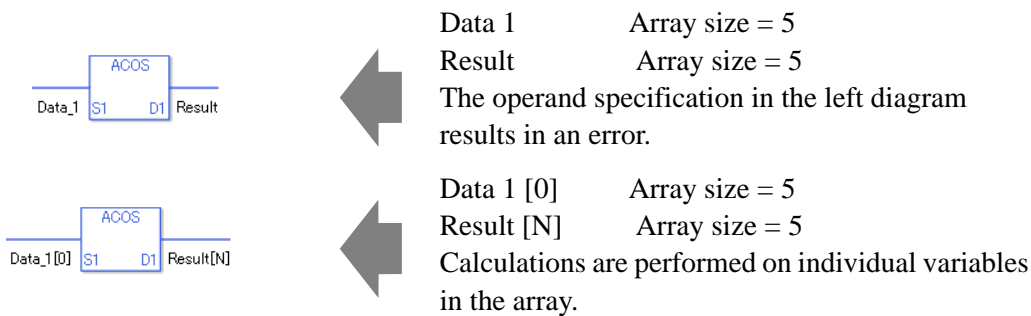 ACOS
Data_1 S1 D1 Result
Data 1 Array size = 5
Result Array size = 5
The operand specification in the left diagram
results in an error.
ACOS
Data_1[0] S1 D1 Result[N]
Data 1 [0] Array size = 5
Result [N] Array size = 5
Calculations are performed on individual variables
in the array.